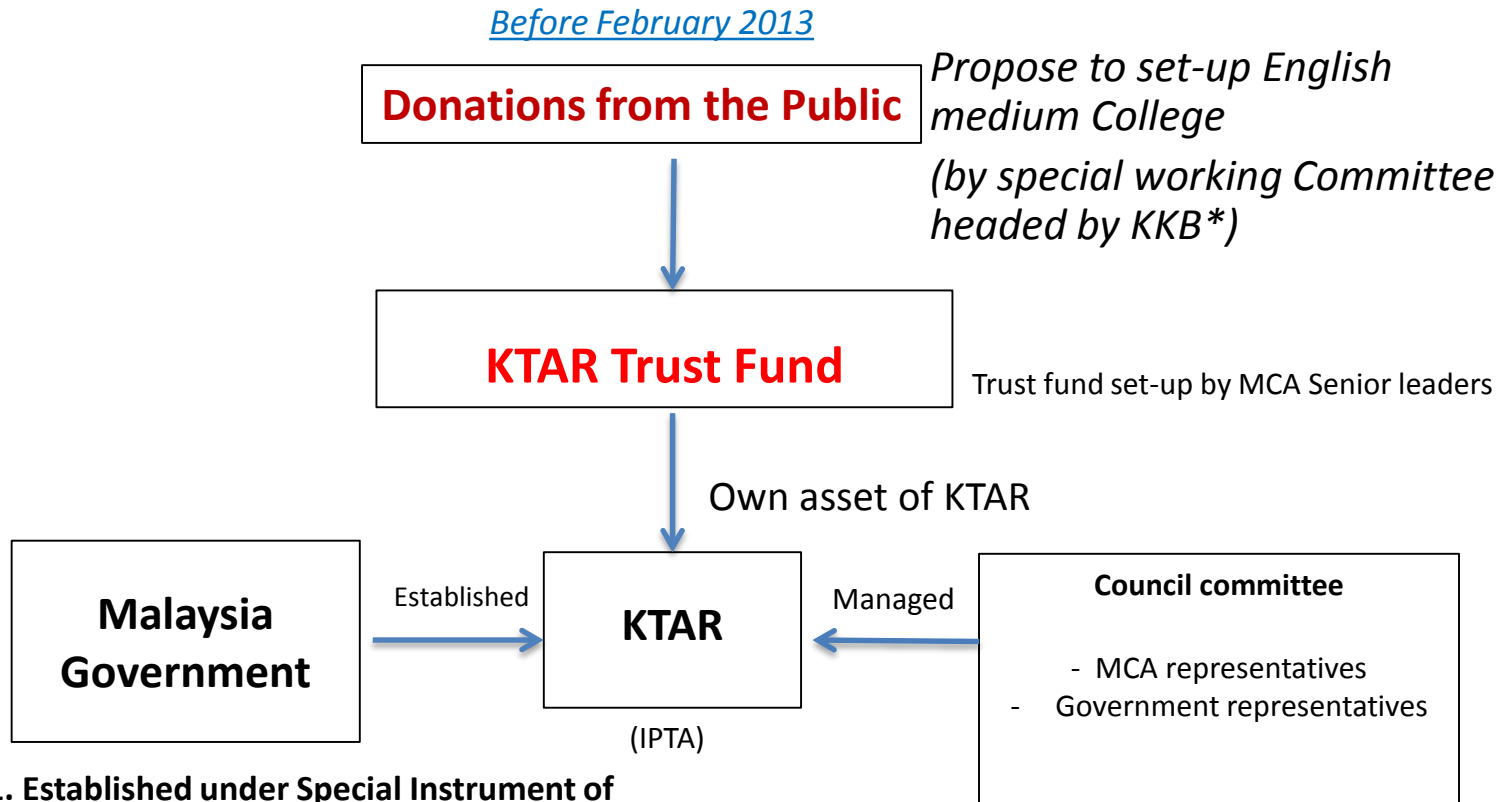 Before February 2013
Donations from the Public
Propose to set-up English
medium College
(by special working Committee
headed by KKB*)
KTAR Trust Fund
Trust fund set-up by MCA Senior leaders
Own asset of KTAR
Malaysia
Government
Established
KTAR
(IPTA)
Managed
Council committee
- MCA representatives
- Government representatives
. Established under Special Instrument of